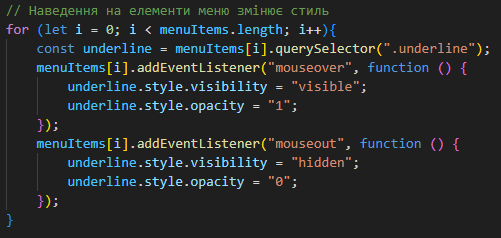 // Наведення на елементи меню змінює стиль
for (let i = 0; i < menuItems.length; i++){
    const underline = menuItems[i].querySelector(".underline");
    menuItems[i].addEventListener("mouseover", function () {
        underline.style.visibility = "visible";
        underline.style.opacity = "1";
    });
    menuItems[i].addEventListener("mouseout", function () {
        underline.style.visibility = "hidden";
        underline.style.opacity = "0";
    });
}